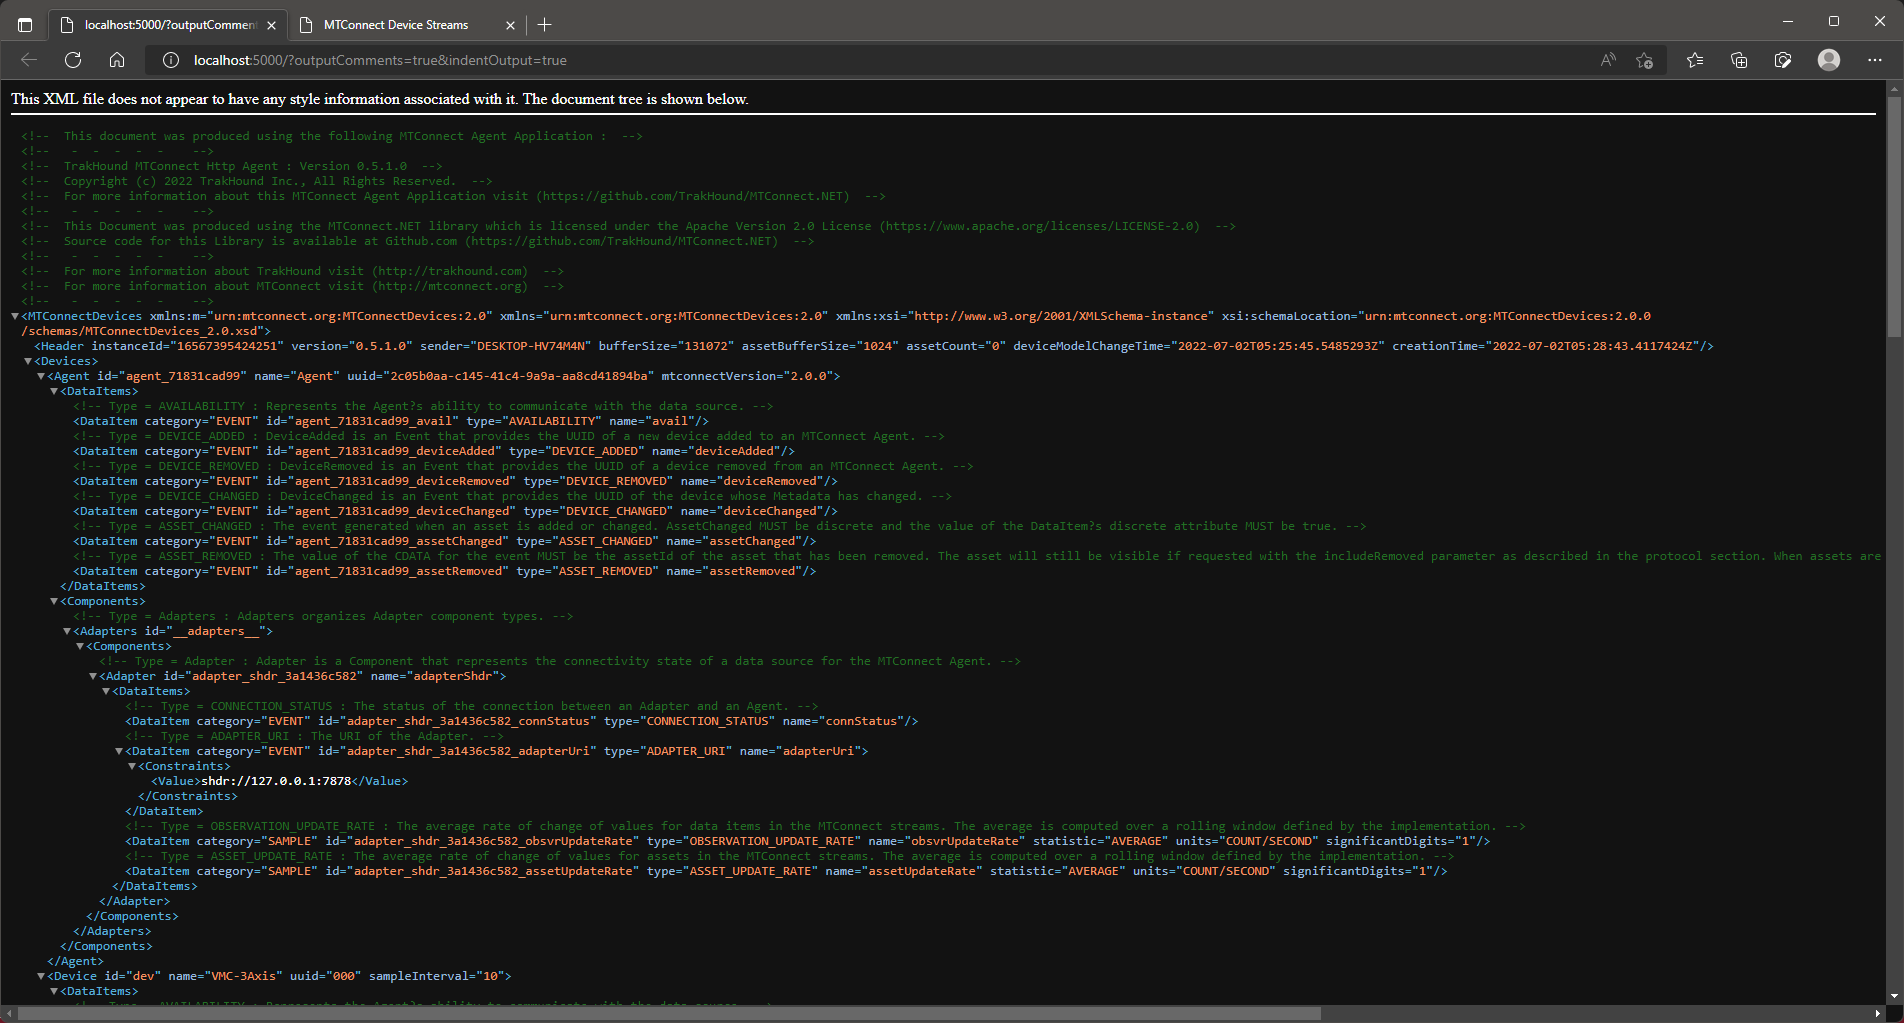 localhost:5000/?outputCommen
MTConnect Device Streams
localhost:5000/?outputComments=true&indentOutput=true
This XML file does not appear to have any style information associated with it. The document tree is shown below.
<!--  This document was produced using the following MTConnect Agent Application :  -->
<!--  - - - - -  -->
<!--  TrakHound MTConnect Http Agent : Version 0.5.1.0  -->
<!--  Copyright (c) 2022 TrakHound Inc., All Rights Reserved.  -->
<!--  For more information about this MTConnect Agent Application visit (https://github.com/TrakHound/MTConnect.NET)  -->
<!--  - - - - -  -->
<!--  This Document was produced using the MTConnect.NET library which is licensed under the Apache Version 2.0 License (https://www.apache.org/licenses/LICENSE-2.0)  -->
<!--  Source code for this Library is available at Github.com (https://github.com/TrakHound/MTConnect.NET)  -->
<!--  - - - - -  -->
<!--  For more information about TrakHound visit (http://trakhound.com)  -->
<!--  For more information about MTConnect visit (http://mtconnect.org)  -->
<!--  - - - - -  -->
<MTConnectDevices xmlns:m="urn:mtconnect.org:MTConnectDevices:2.0" xmlns="urn:mtconnect.org:MTConnectDevices:2.0" xmlns:xsi="http://www.w3.org/2001/XMLSchema-instance" xsi:schemaLocation="urn:mtconnect.org:MTConnectDevices:2.0.0
/schemas/MTConnectDevices_2.0.xsd">
<Header instanceId="16567395424251" version="0.5.1.0" sender="DESKTOP-HV74M4N" bufferSize="131072" assetBufferSize="1024" assetCount="0" deviceModelChangeTime="2022-07-02T05:25:45.5485293Z" creationTime="2022-07-02T05:28:43.4117424Z"/>
<Devices>
<Agent id="agent_71831cad99" name="Agent" uuid="2c05b0aa-c145-41c4-9a9a-aa8cd41894ba" mtconnectVersion="2.0.0">
<DataItems>
<!-- Type = AVAILABILITY : Represents the Agent?s ability to communicate with the data source. -->
<DataItem category="EVENT" id="agent_71831cad99_avail" type="AVAILABILITY" name="avail"/>
<!-- Type = DEVICE_ADDED : DeviceAdded is an Event that provides the UUID of a new device added to an MTConnect Agent. -->
<DataItem category="EVENT" id="agent_71831cad99_deviceAdded" type="DEVICE_ADDED" name="deviceAdded"/>
<!-- Type = DEVICE_REMOVED : DeviceRemoved is an Event that provides the UUID of a device removed from an MTConnect Agent. -->
<DataItem category="EVENT" id="agent_71831cad99_deviceRemoved" type="DEVICE_REMOVED" name="deviceRemoved"/>
<!-- Type = DEVICE_CHANGED : DeviceChanged is an Event that provides the UUID of the device whose Metadata has changed. -->
<DataItem category="EVENT" id="agent_71831cad99_deviceChanged" type="DEVICE_CHANGED" name="deviceChanged"/>
<!-- Type = ASSET_CHANGED : The event generated when an asset is added or changed. AssetChanged MUST be discrete and the value of the DataItem?s discrete attribute MUST be true. -->
<DataItem category="EVENT" id="agent_71831cad99_assetChanged" type="ASSET_CHANGED" name="assetChanged"/>
<!-- Type = ASSET_REMOVED : The value of the CDATA for the event MUST be the assetId of the asset that has been removed. The asset will still be visible if requested with the includeRemoved parameter as described in the protocol section. When assets are
<DataItem category="EVENT" id="agent_71831cad99_assetRemoved" type="ASSET_REMOVED" name="assetRemoved"/>
</DataItems>
<Components>
<!-- Type = Adapters : Adapters organizes Adapter component types. -->
<Adapters id="__adapters__">
<Components>
<!-- Type = Adapter : Adapter is a Component that represents the connectivity state of a data source for the MTConnect Agent. -->
<Adapter id="adapter_shdr_3a1436c582" name="adapterShdr">
<DataItems>
<!-- Type = CONNECTION_STATUS : The status of the connection between an Adapter and an Agent. -->
<DataItem category="EVENT" id="adapter_shdr_3a1436c582_connStatus" type="CONNECTION_STATUS" name="connStatus"/>
<!-- Type = ADAPTER_URI : The URI of the Adapter. -->
<DataItem category="EVENT" id="adapter_shdr_3a1436c582_adapterUri" type="ADAPTER_URI" name="adapterUri">
<Constraints>
<Value>shdr://127.0.0.1:7878</Value>
</Constraints>
</DataItem>
<!-- Type = OBSERVATION_UPDATE_RATE : The average rate of change of values for data items in the MTConnect streams. The average is computed over a rolling window defined by the implementation. -->
<DataItem category="SAMPLE" id="adapter_shdr_3a1436c582_obsvrUpdateRate" type="OBSERVATION_UPDATE_RATE" name="obsvrUpdateRate" statistic="AVERAGE" units="COUNT/SECOND" significantDigits="1"/>
<!-- Type = ASSET_UPDATE_RATE : The average rate of change of values for assets in the MTConnect streams. The average is computed over a rolling window defined by the implementation. -->
<DataItem category="SAMPLE" id="adapter_shdr_3a1436c582_assetUpdateRate" type="ASSET_UPDATE_RATE" name="assetUpdateRate" statistic="AVERAGE" units="COUNT/SECOND" significantDigits="1"/>
</DataItems>
</Adapter>
</Components>
</Adapters>
</Components>
</Agent>
<Device id="dev" name="VMC-3Axis" uuid="000" sampleInterval="10">
<DataItems>